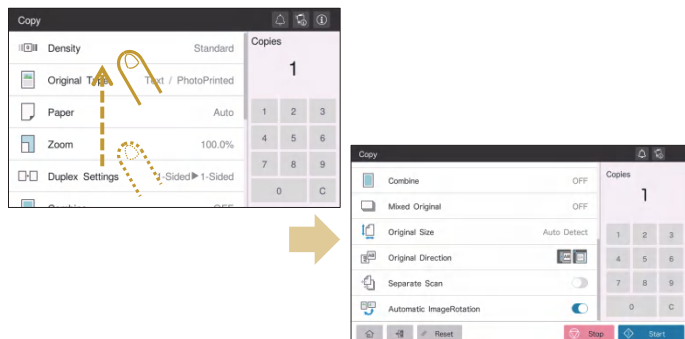 Copy
Density Standard
Copies
1
Original Type Text / PhotoPrinted
Paper Auto
1 2 3
Zoom 100.0%
4 5 6
Duplex Settings 1-Sided▶1-Sided
7 8 9
0 C
Combine OFF
Copy
Combine OFF
Copies
1
Mixed Original OFF
Original Size Auto Detect
1 2 3
Original Direction
4 5 6
Separate Scan
7 8 9
Automatic ImageRotation
0 C
Reset Stop Start